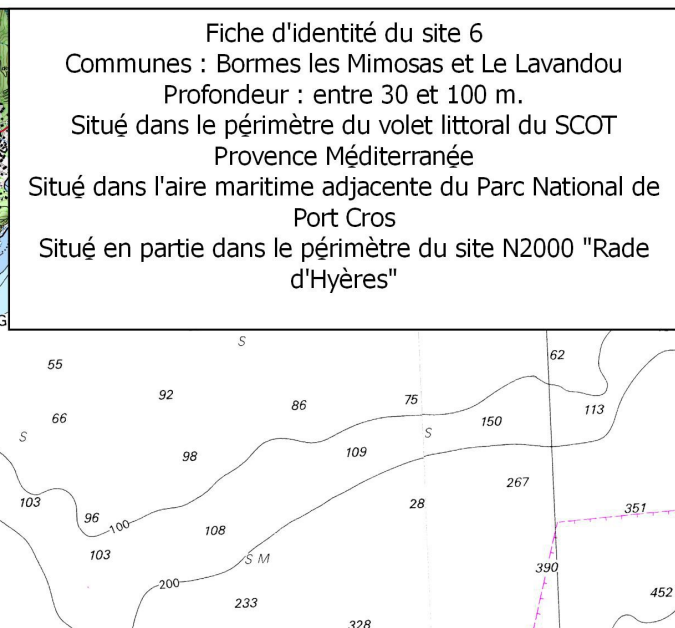 Fiche d'identité du site 6
Communes : Bormes les Mimosas et Le Lavandou
Profondeur : entre 30 et 100 m.
Situé dans le périmètre du volet littoral du SCOT
Provence Méditerranée
Situé dans l'aire maritime adjacente du Parc National de
Port Cros
Situé en partie dans le périmètre du site N2000 "Rade
d'Hyères"
G
S
62
55
92
86
75
113
66
150
S
S
98
109
267
103
28
351
96
100
108
103
S M
390
200
452
233
328